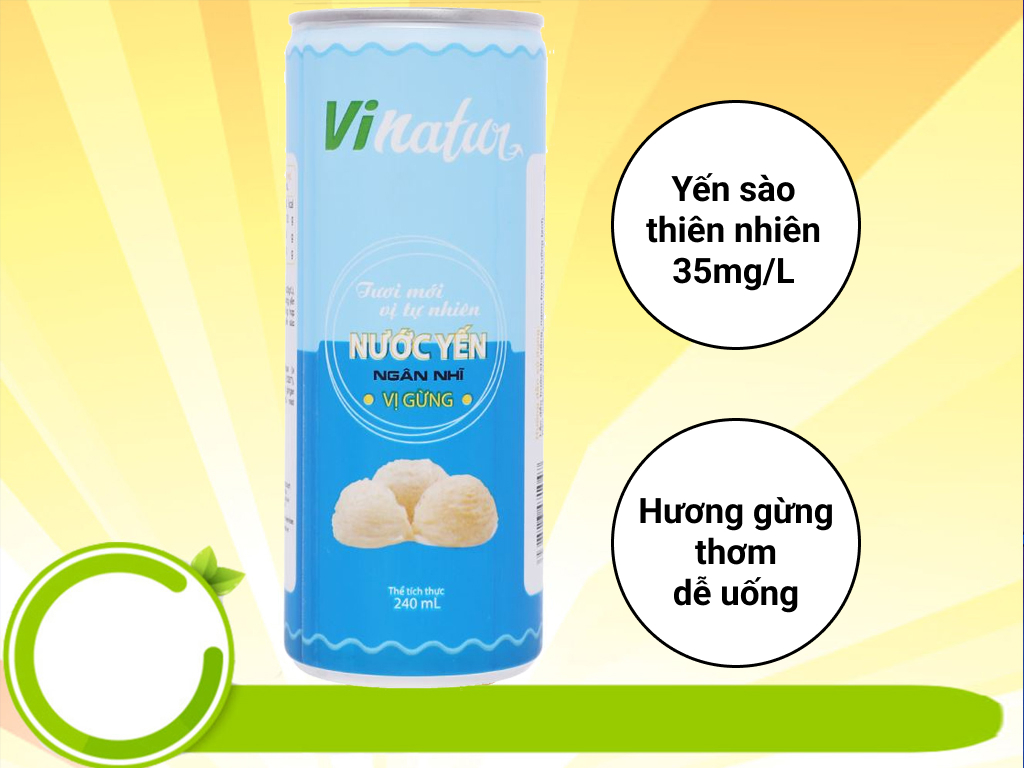 Vinatur
Tươi mới
vị tự nhiên
NƯỚC YẾN
NGÂN NHĨ
VỊ GỪNG
Thể tích thực
240 mL
Yến sào
thiên nhiên
35mg/L
Hương gừng
thơm
dễ uống